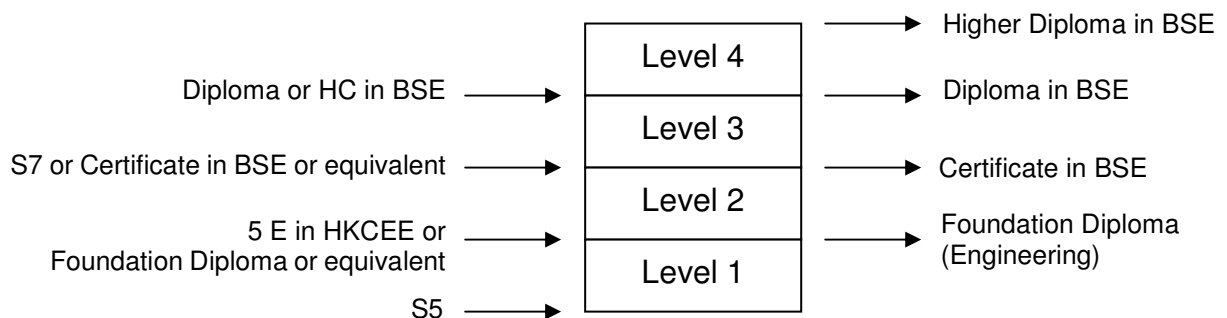 Higher Diploma in BSE
Level 4
Diploma or HC in BSE
Diploma in BSE
Level 3
S7 or Certificate in BSE or equivalent
Certificate in BSE
Level 2
5 E in HKCEE or
Foundation Diploma or equivalent
Foundation Diploma
(Engineering)
Level 1
S5